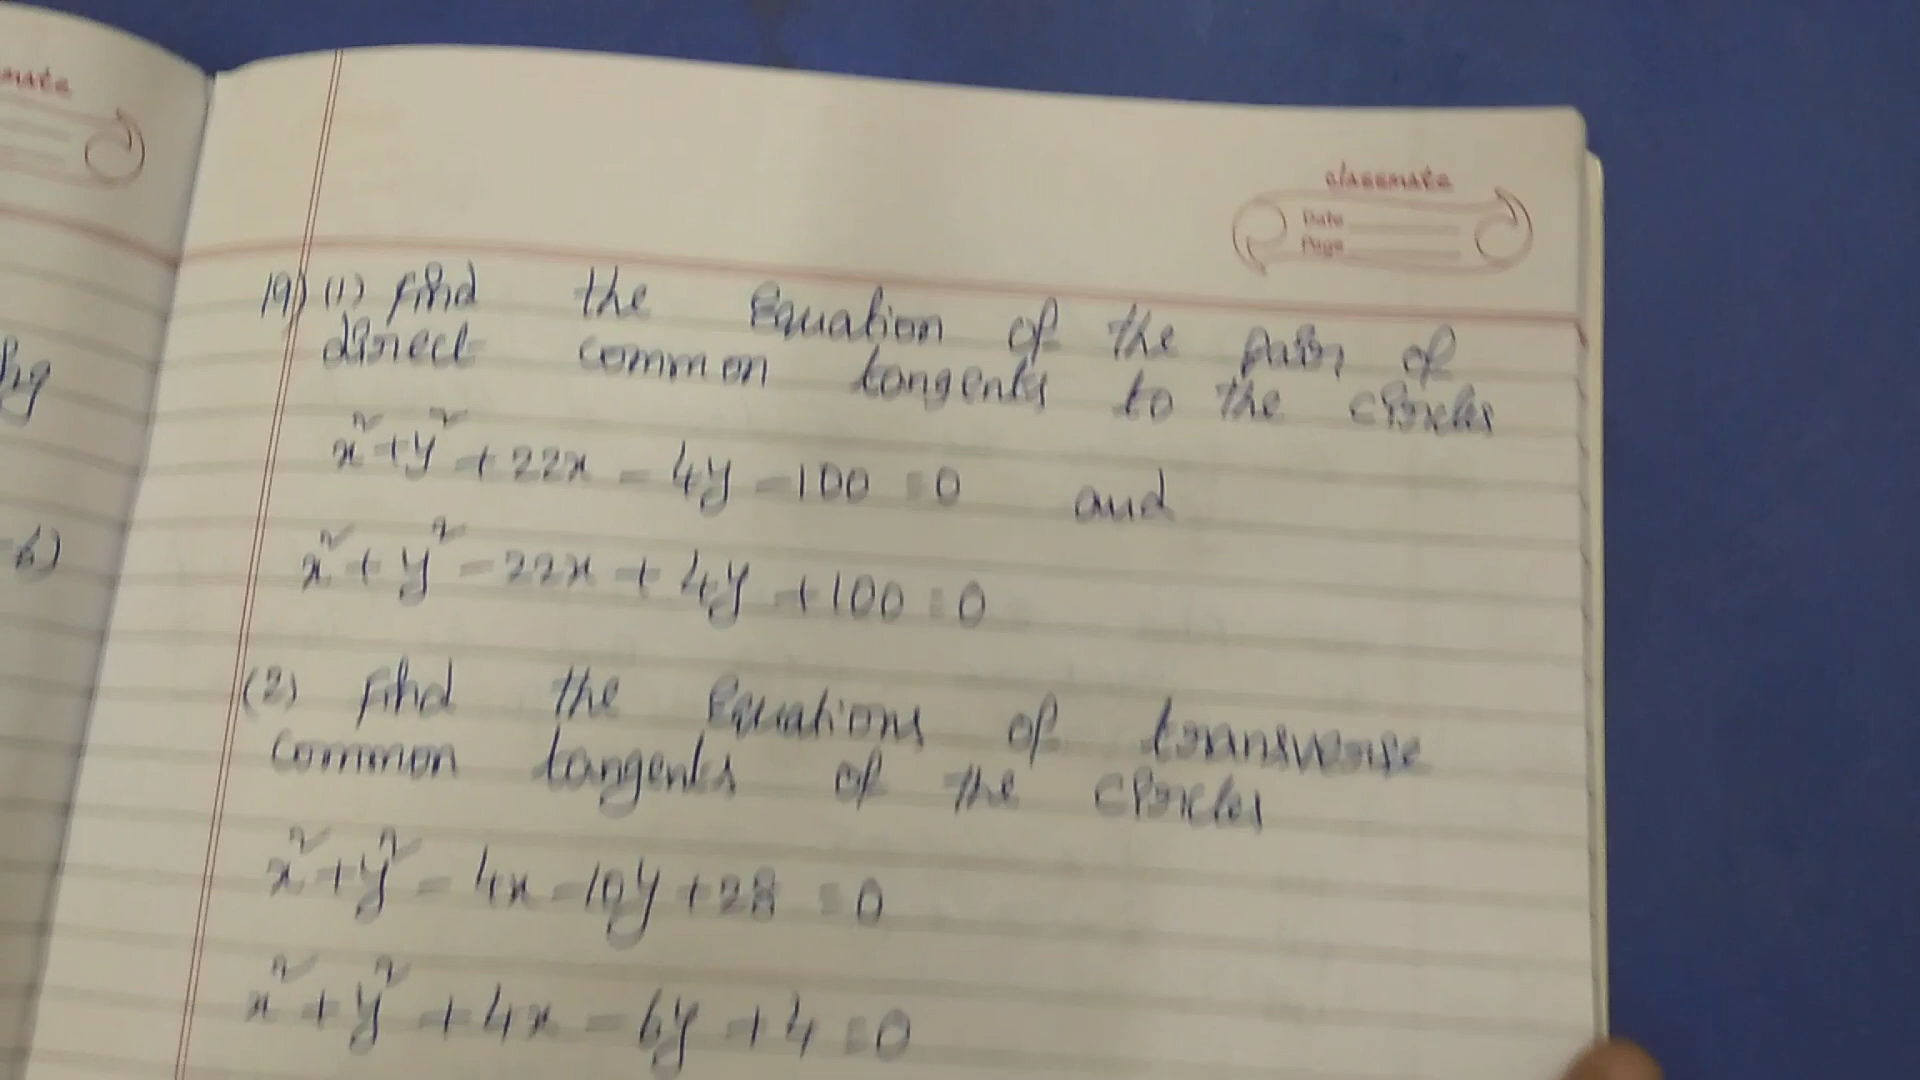 19) (1) Find the Equation of the pair of
direct common tangents to the circles
x² + y² + 22x - 4y - 100 = 0 and
x² + y² - 22x + 4y + 100 = 0
(2) Find the Equations of transverse
common tangents of the circles
x² + y² - 4x - 10y + 28 = 0
x² + y² + 4x - 6y + 4 = 0
classmate
Date
Page